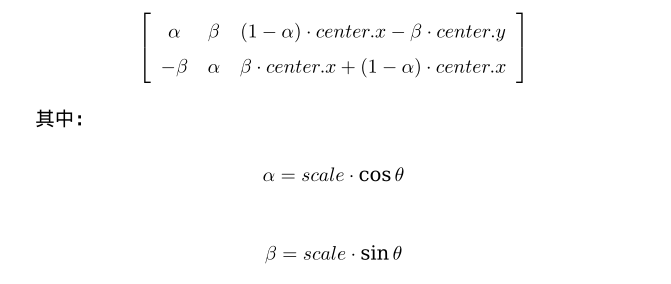 [ α β (1 − α) · center.x − β · center.y ]
[ −β α β · center.x + (1 − α) · center.x ]
其中：
α = scale · cos θ
β = scale · sin θ